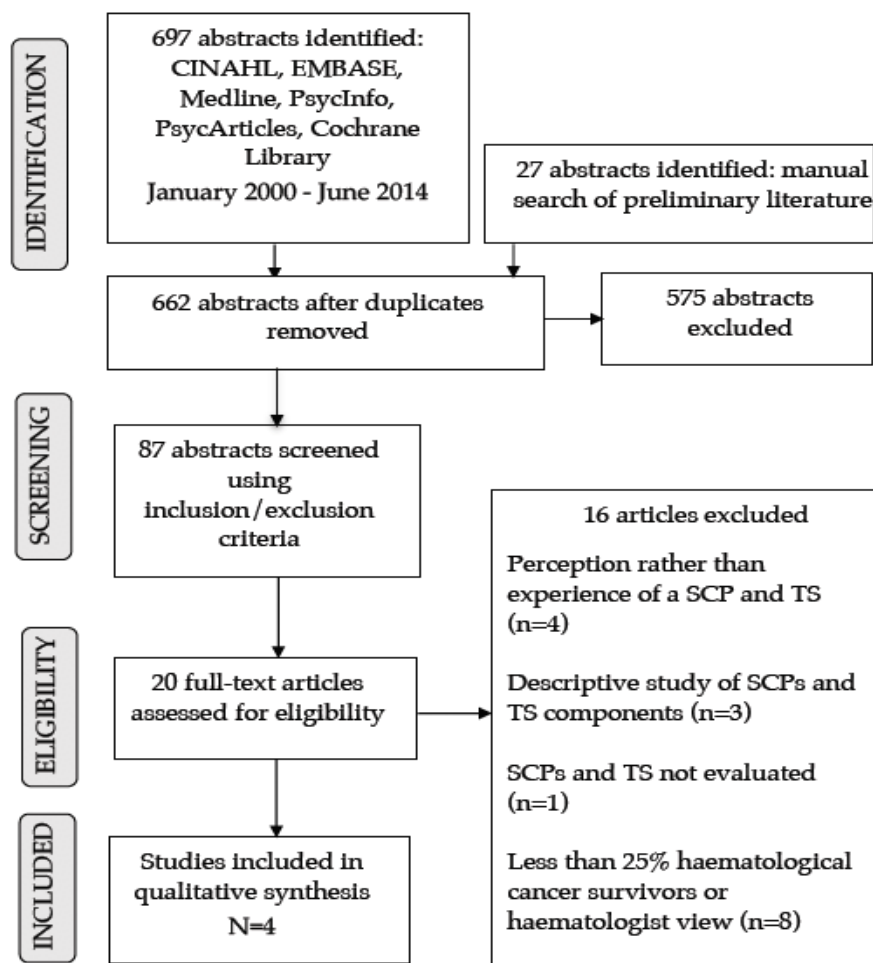 IDENTIFICATION
697 abstracts identified:
CINAHL, EMBASE,
Medline, PsycInfo,
PsycArticles, Cochrane
Library
January 2000 - June 2014
27 abstracts identified: manual
search of preliminary literature
662 abstracts after duplicates
removed
575 abstracts
excluded
SCREENING
87 abstracts screened
using
inclusion/exclusion
criteria
ELIGIBILITY
20 full-text articles
assessed for eligibility
16 articles excluded
Perception rather than
experience of a SCP and TS
(n=4)
Descriptive study of SCPs and
TS components (n=3)
SCPs and TS not evaluated
(n=1)
Less than 25% haematological
cancer survivors or
haematologist view (n=8)
INCLUDED
Studies included in
qualitative synthesis
N=4